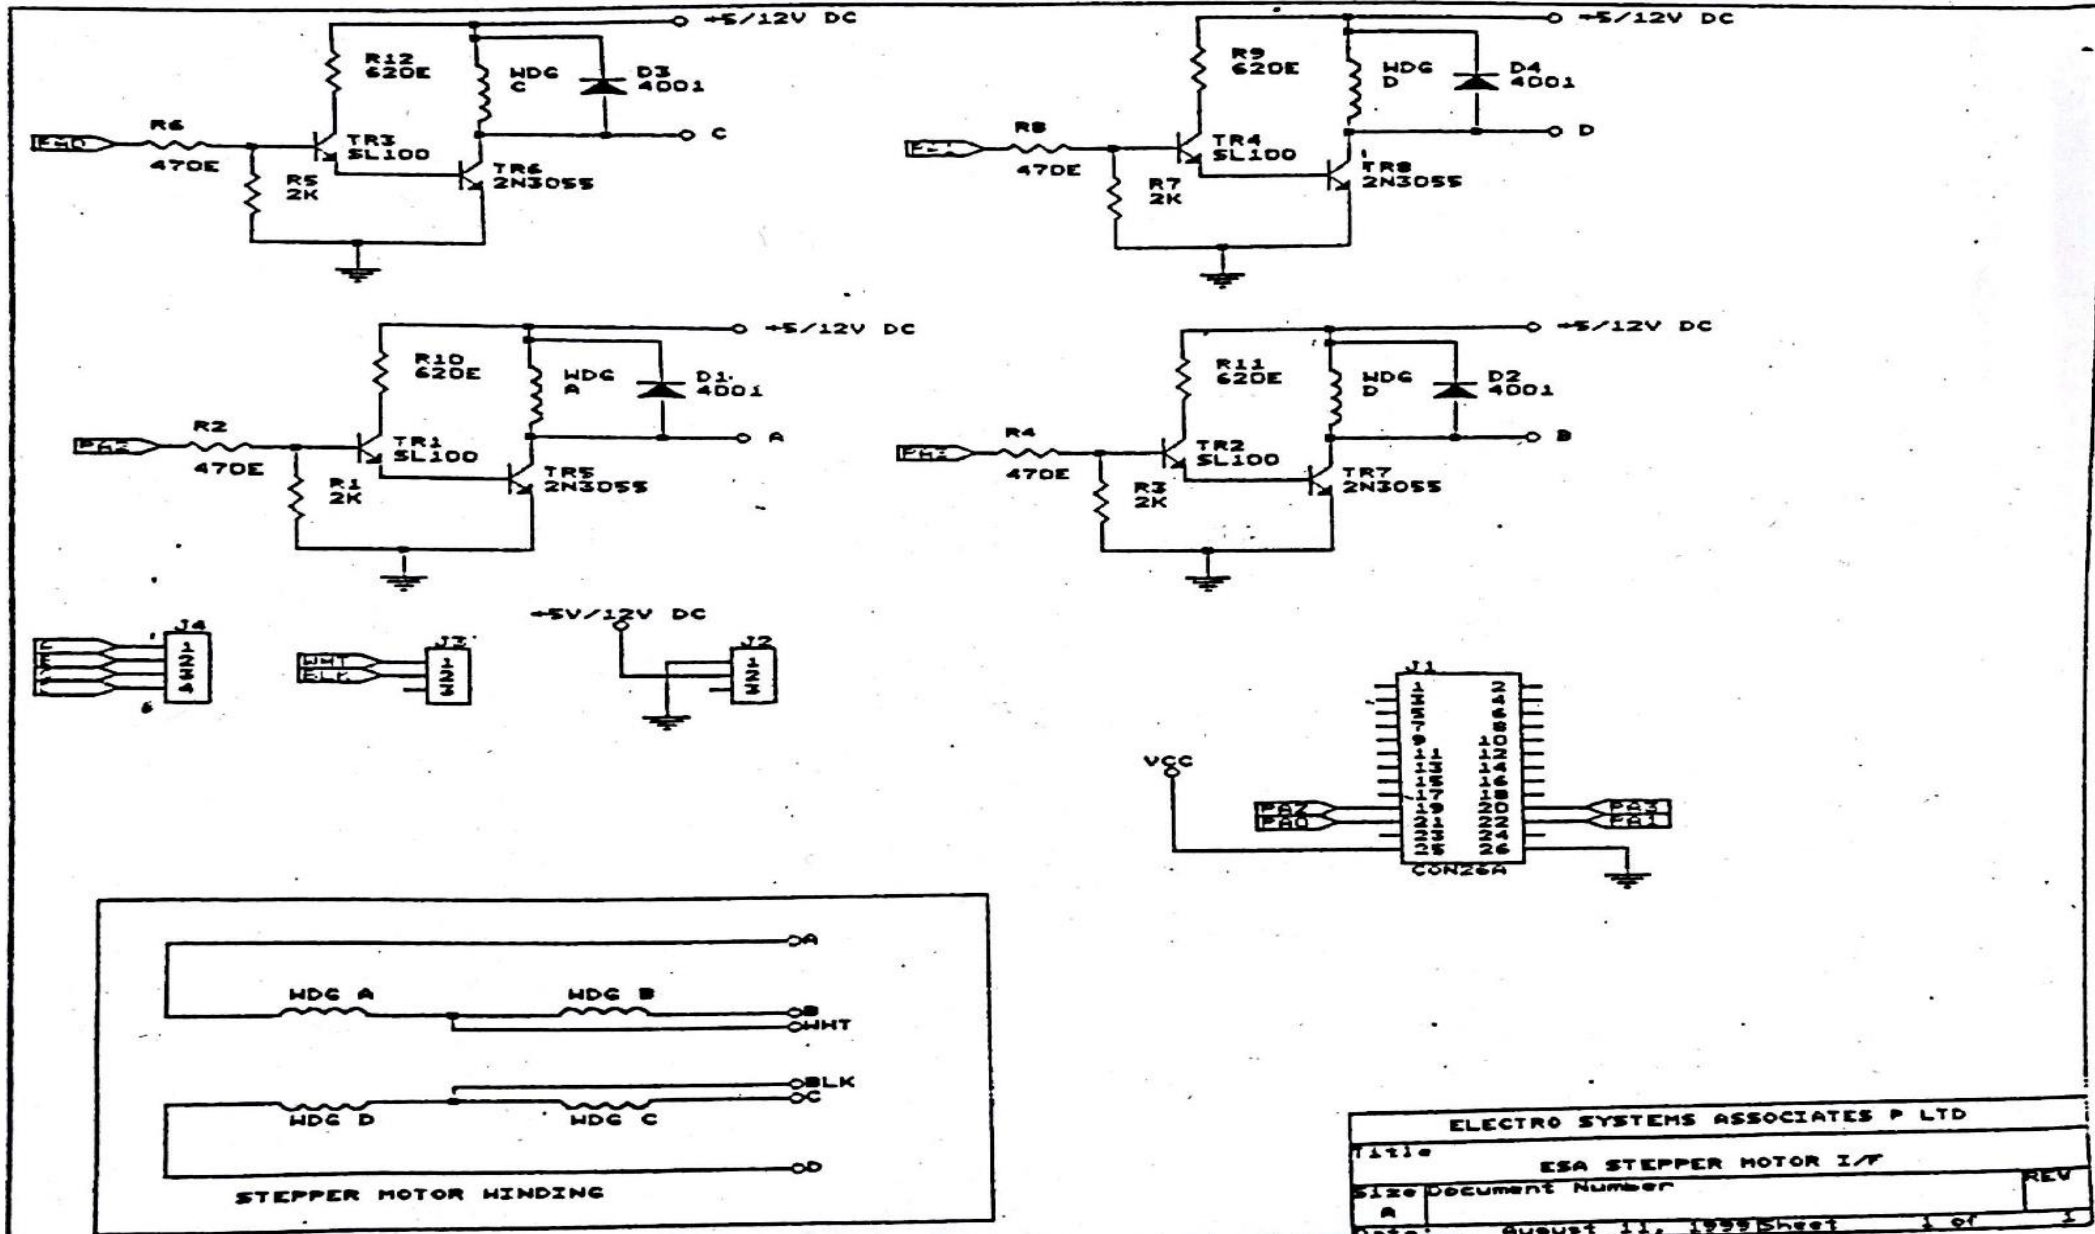 +5/12V DC
R12
620E
WDG
C
D3
4001
C
R6
470E
R5
2K
TR3
SL100
TR6
2N3055
+5/12V DC
R9
620E
WDG
D
D4
4001
D
R8
470E
R7
2K
TR4
SL100
TR8
2N3055
+5/12V DC
R10
620E
WDG
A
D1
4001
A
PA2
R2
470E
R1
2K
TR1
SL100
TR5
2N3055
+5/12V DC
R11
620E
WDG
D
D2
4001
B
R4
470E
R3
2K
TR2
SL100
TR7
2N3055
J4
1
2
3
4
J3
WHT
BLK
1
2
3
+5V/12V DC
J2
1
2
3
J1
1 2
3 4
5 6
7 8
9 10
11 12
13 14
15 16
17 18
PA2 19 20 PA3
PA0 21 22 PA1
23 24
25 26
VCC
CON26A
A
WDG A WDG B
B
WHT
BLK
C
WDG D WDG C
D
STEPPER MOTOR WINDING
ELECTRO SYSTEMS ASSOCIATES P LTD
Title
ESA STEPPER MOTOR I/F
Size Document Number REV
A
Date: August 11, 1999 Sheet 1 of 1